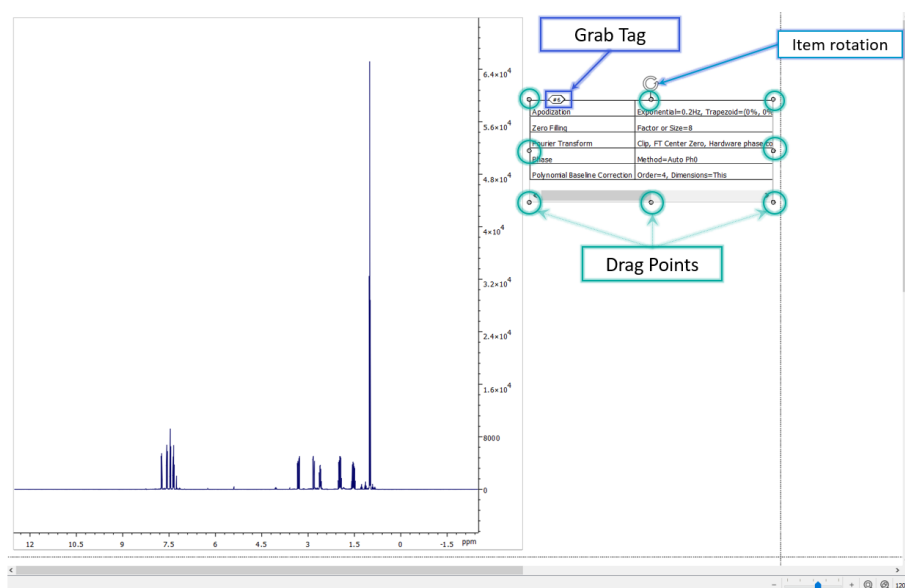 Grab Tag
Item rotation
#5
Apodization Exponential=0.2Hz, Trapezoid=(0%, 0%
Zero Filling Factor or Size=8
Fourier Transform Clip, FT Center Zero, Hardware phase co
Phase Method=Auto Ph0
Polynomial Baseline Correction Order=4, Dimensions=This
Drag Points
6.4×10⁴
5.6×10⁴
4.8×10⁴
4×10⁴
3.2×10⁴
2.4×10⁴
1.6×10⁴
8000
0
12 10.5 9 7.5 6 4.5 3 1.5 0 -1.5 ppm
120